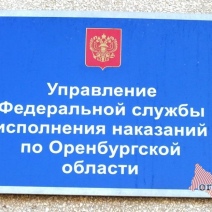 Управление
Федеральной службы
исполнения наказаний
по Оренбургской
области